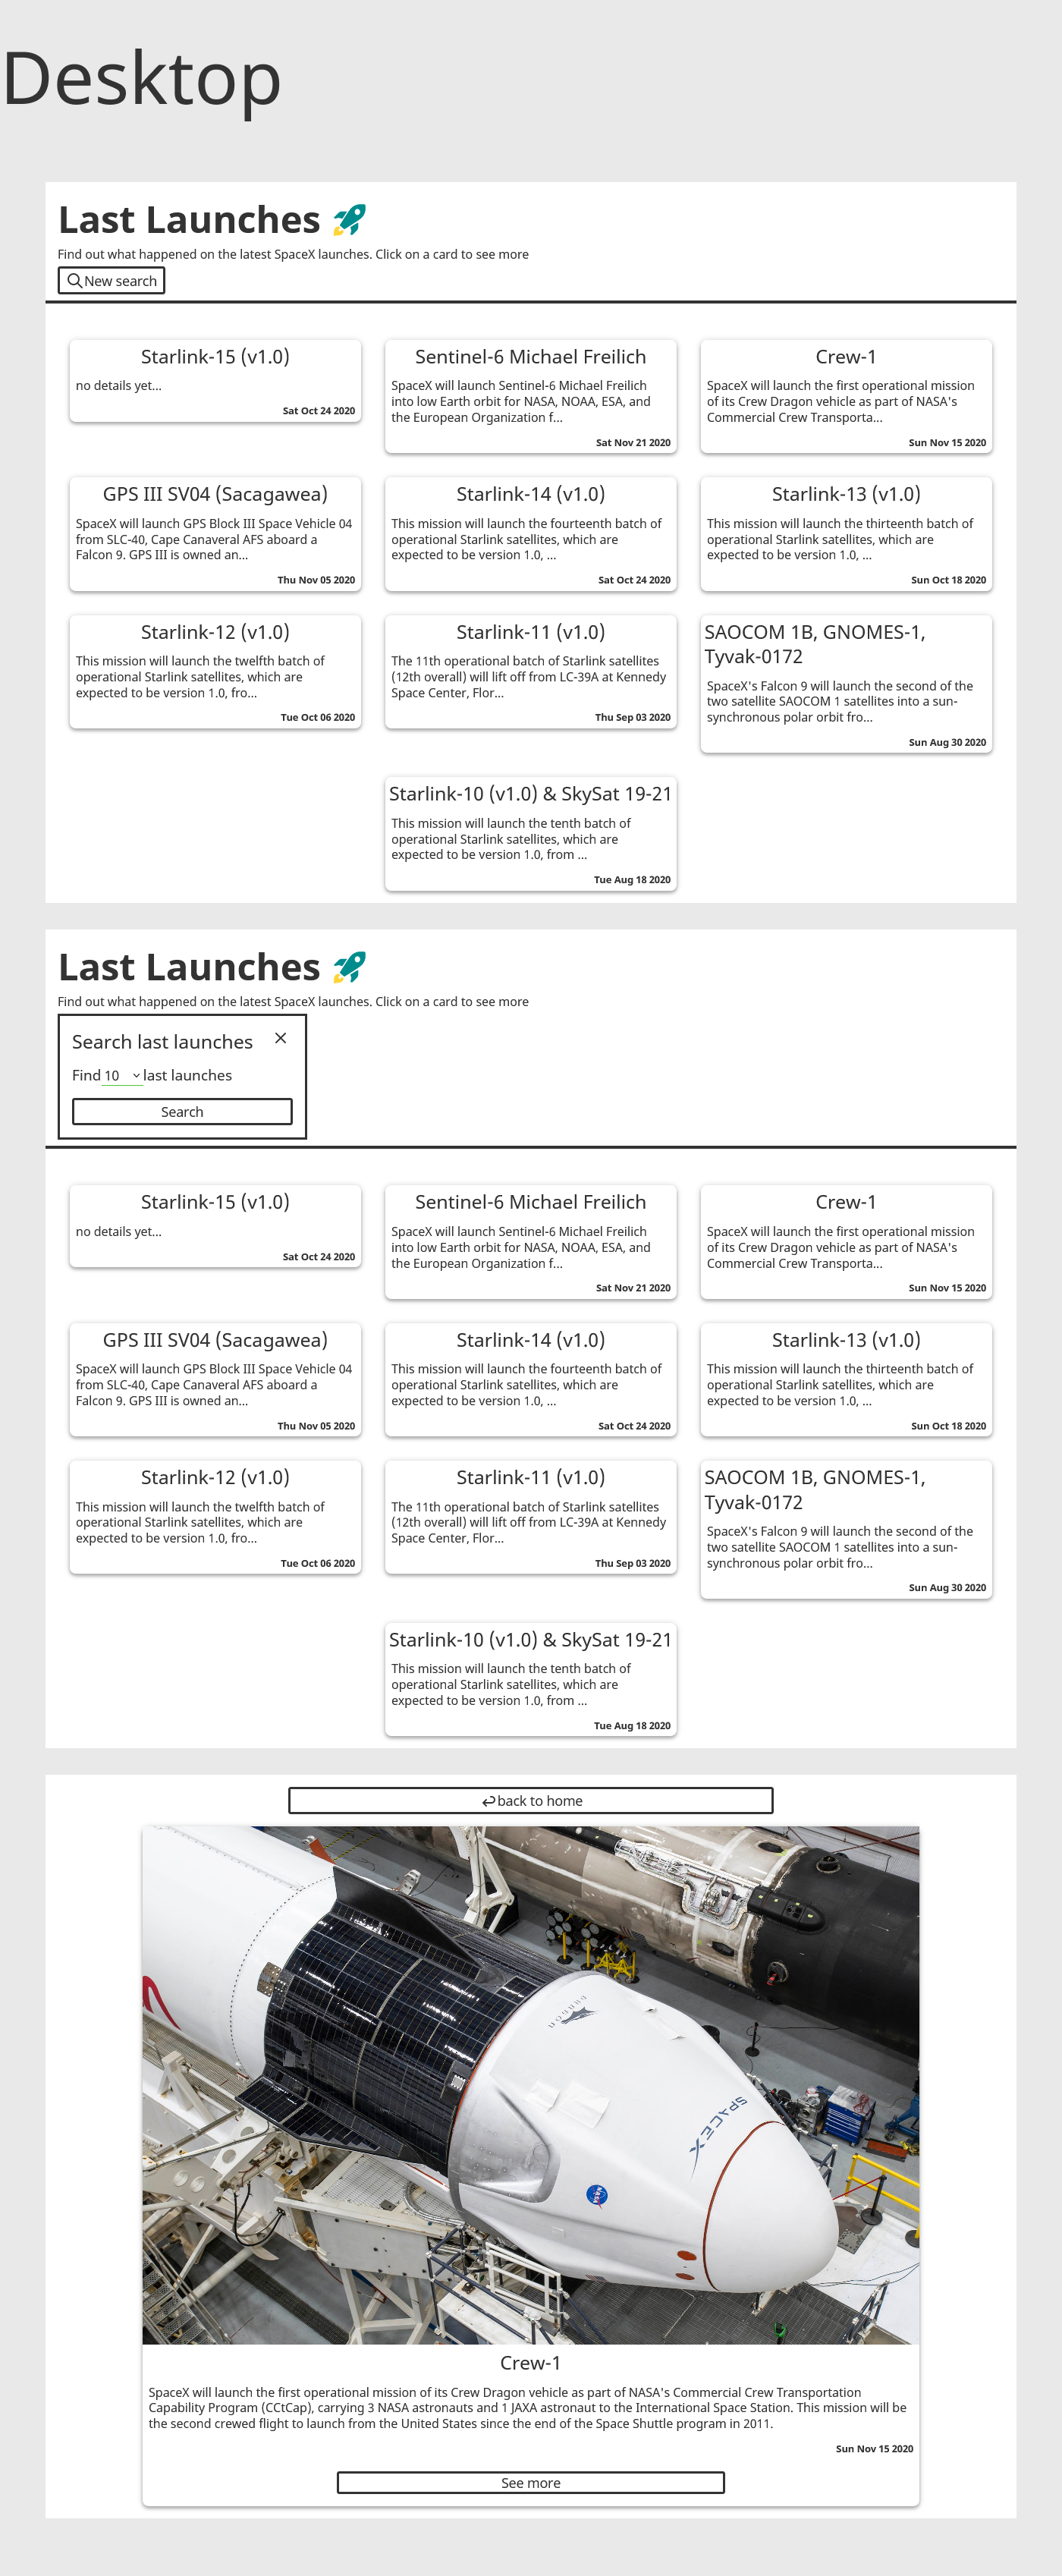 Desktop
Last Launches
Find out what happened on the latest SpaceX launches. Click on a card to see more
New search
Starlink-15 (v1.0)
no details yet...
Sat Oct 24 2020
Sentinel-6 Michael Freilich
SpaceX will launch Sentinel-6 Michael Freilich
into low Earth orbit for NASA, NOAA, ESA, and
the European Organization f...
Sat Nov 21 2020
Crew-1
SpaceX will launch the first operational mission
of its Crew Dragon vehicle as part of NASA's
Commercial Crew Transporta...
Sun Nov 15 2020
GPS III SV04 (Sacagawea)
SpaceX will launch GPS Block III Space Vehicle 04
from SLC-40, Cape Canaveral AFS aboard a
Falcon 9. GPS III is owned an...
Thu Nov 05 2020
Starlink-14 (v1.0)
This mission will launch the fourteenth batch of
operational Starlink satellites, which are
expected to be version 1.0, ...
Sat Oct 24 2020
Starlink-13 (v1.0)
This mission will launch the thirteenth batch of
operational Starlink satellites, which are
expected to be version 1.0, ...
Sun Oct 18 2020
Starlink-12 (v1.0)
This mission will launch the twelfth batch of
operational Starlink satellites, which are
expected to be version 1.0, fro...
Tue Oct 06 2020
Starlink-11 (v1.0)
The 11th operational batch of Starlink satellites
(12th overall) will lift off from LC-39A at Kennedy
Space Center, Flor...
Thu Sep 03 2020
SAOCOM 1B, GNOMES-1,
Tyvak-0172
SpaceX's Falcon 9 will launch the second of the
two satellite SAOCOM 1 satellites into a sun-
synchronous polar orbit fro...
Sun Aug 30 2020
Starlink-10 (v1.0) & SkySat 19-21
This mission will launch the tenth batch of
operational Starlink satellites, which are
expected to be version 1.0, from ...
Tue Aug 18 2020
Last Launches
Find out what happened on the latest SpaceX launches. Click on a card to see more
Search last launches
Find 10 last launches
Search
Starlink-15 (v1.0)
no details yet...
Sat Oct 24 2020
Sentinel-6 Michael Freilich
SpaceX will launch Sentinel-6 Michael Freilich
into low Earth orbit for NASA, NOAA, ESA, and
the European Organization f...
Sat Nov 21 2020
Crew-1
SpaceX will launch the first operational mission
of its Crew Dragon vehicle as part of NASA's
Commercial Crew Transporta...
Sun Nov 15 2020
GPS III SV04 (Sacagawea)
SpaceX will launch GPS Block III Space Vehicle 04
from SLC-40, Cape Canaveral AFS aboard a
Falcon 9. GPS III is owned an...
Thu Nov 05 2020
Starlink-14 (v1.0)
This mission will launch the fourteenth batch of
operational Starlink satellites, which are
expected to be version 1.0, ...
Sat Oct 24 2020
Starlink-13 (v1.0)
This mission will launch the thirteenth batch of
operational Starlink satellites, which are
expected to be version 1.0, ...
Sun Oct 18 2020
Starlink-12 (v1.0)
This mission will launch the twelfth batch of
operational Starlink satellites, which are
expected to be version 1.0, fro...
Tue Oct 06 2020
Starlink-11 (v1.0)
The 11th operational batch of Starlink satellites
(12th overall) will lift off from LC-39A at Kennedy
Space Center, Flor...
Thu Sep 03 2020
SAOCOM 1B, GNOMES-1,
Tyvak-0172
SpaceX's Falcon 9 will launch the second of the
two satellite SAOCOM 1 satellites into a sun-
synchronous polar orbit fro...
Sun Aug 30 2020
Starlink-10 (v1.0) & SkySat 19-21
This mission will launch the tenth batch of
operational Starlink satellites, which are
expected to be version 1.0, from ...
Tue Aug 18 2020
back to home
DRAGON
SPACEX
NASA
Crew-1
SpaceX will launch the first operational mission of its Crew Dragon vehicle as part of NASA's Commercial Crew Transportation
Capability Program (CCtCap), carrying 3 NASA astronauts and 1 JAXA astronaut to the International Space Station. This mission will be
the second crewed flight to launch from the United States since the end of the Space Shuttle program in 2011.
Sun Nov 15 2020
See more